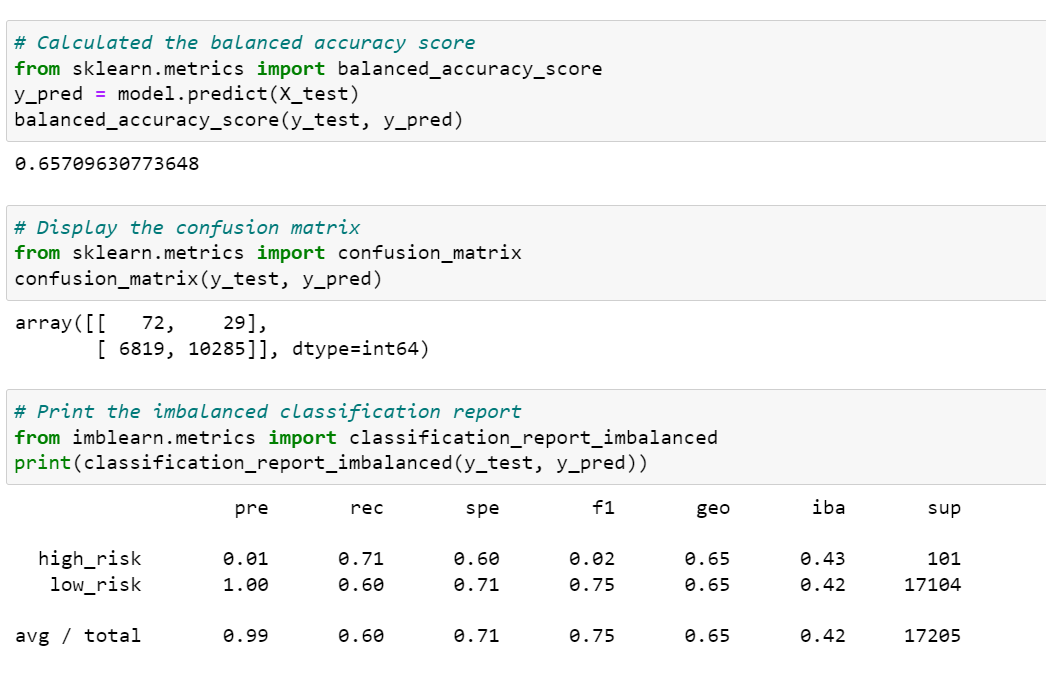 # Calculated the balanced accuracy score
from sklearn.metrics import balanced_accuracy_score
y_pred = model.predict(X_test)
balanced_accuracy_score(y_test, y_pred)
0.65709630773648
# Display the confusion matrix
from sklearn.metrics import confusion_matrix
confusion_matrix(y_test, y_pred)
array([[   72,    29],
       [ 6819, 10285]], dtype=int64)
# Print the imbalanced classification report
from imblearn.metrics import classification_report_imbalanced
print(classification_report_imbalanced(y_test, y_pred))
                   pre       rec       spe        f1       geo       iba       sup
  high_risk       0.01      0.71      0.60      0.02      0.65      0.43       101
   low_risk       1.00      0.60      0.71      0.75      0.65      0.42     17104
avg / total       0.99      0.60      0.71      0.75      0.65      0.42     17205